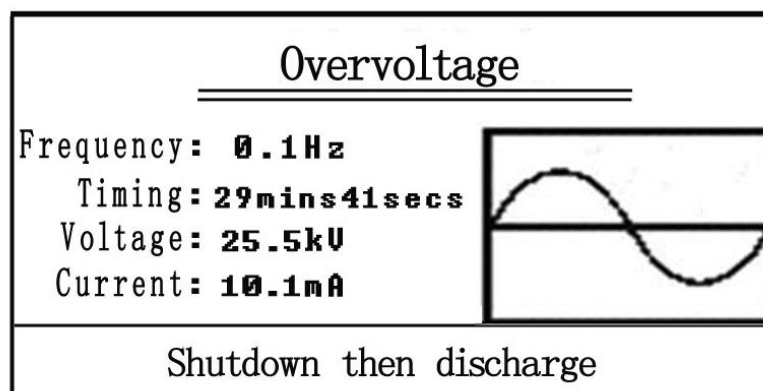 Overvoltage
Frequency: 0.1Hz
Timing: 29mins41secs
Voltage: 25.5kV
Current: 10.1mA
Shutdown then discharge